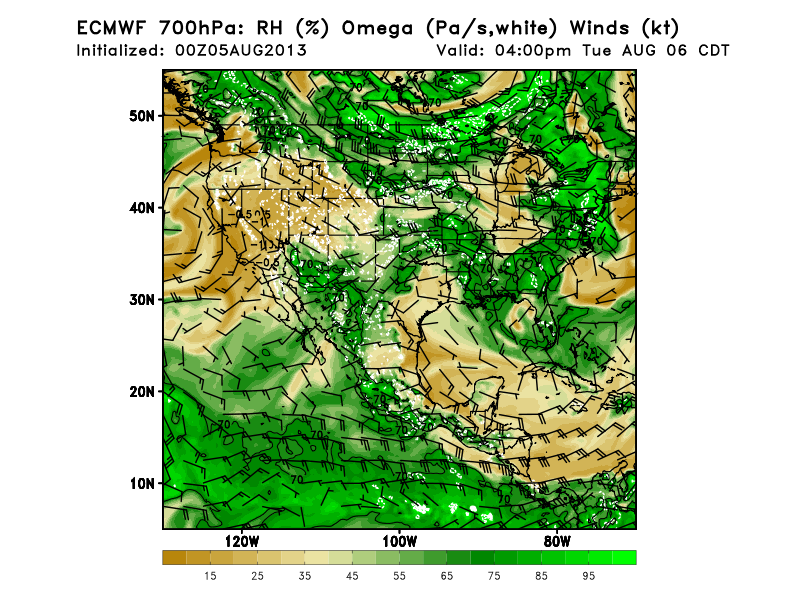 ECMWF 700hPa: RH (%) Omega (Pa/s,white) Winds (kt)
Initialized: 00Z05AUG2013 Valid: 04:00pm Tue AUG 06 CDT
50N
40N
30N
20N
10N
120W 100W 80W
15 25 35 45 55 65 75 85 95